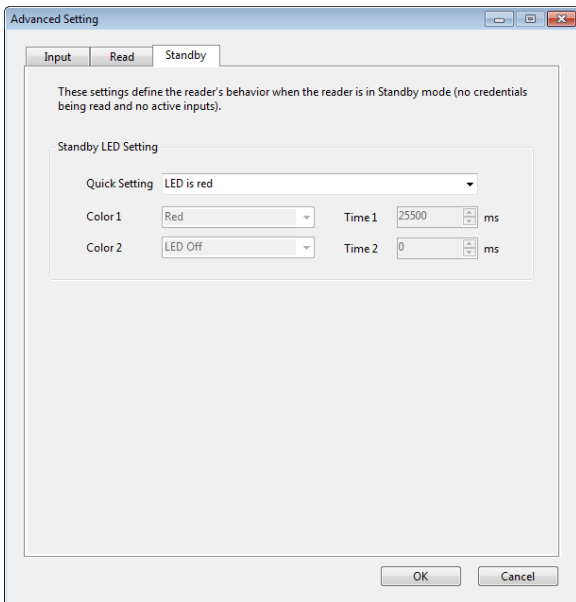 Advanced Setting
Input Read Standby
These settings define the reader's behavior when the reader is in Standby mode (no credentials
being read and no active inputs).
Standby LED Setting
Quick Setting LED is red
Color 1 Red Time 1 25500 ms
Color 2 LED Off Time 2 0 ms
OK Cancel